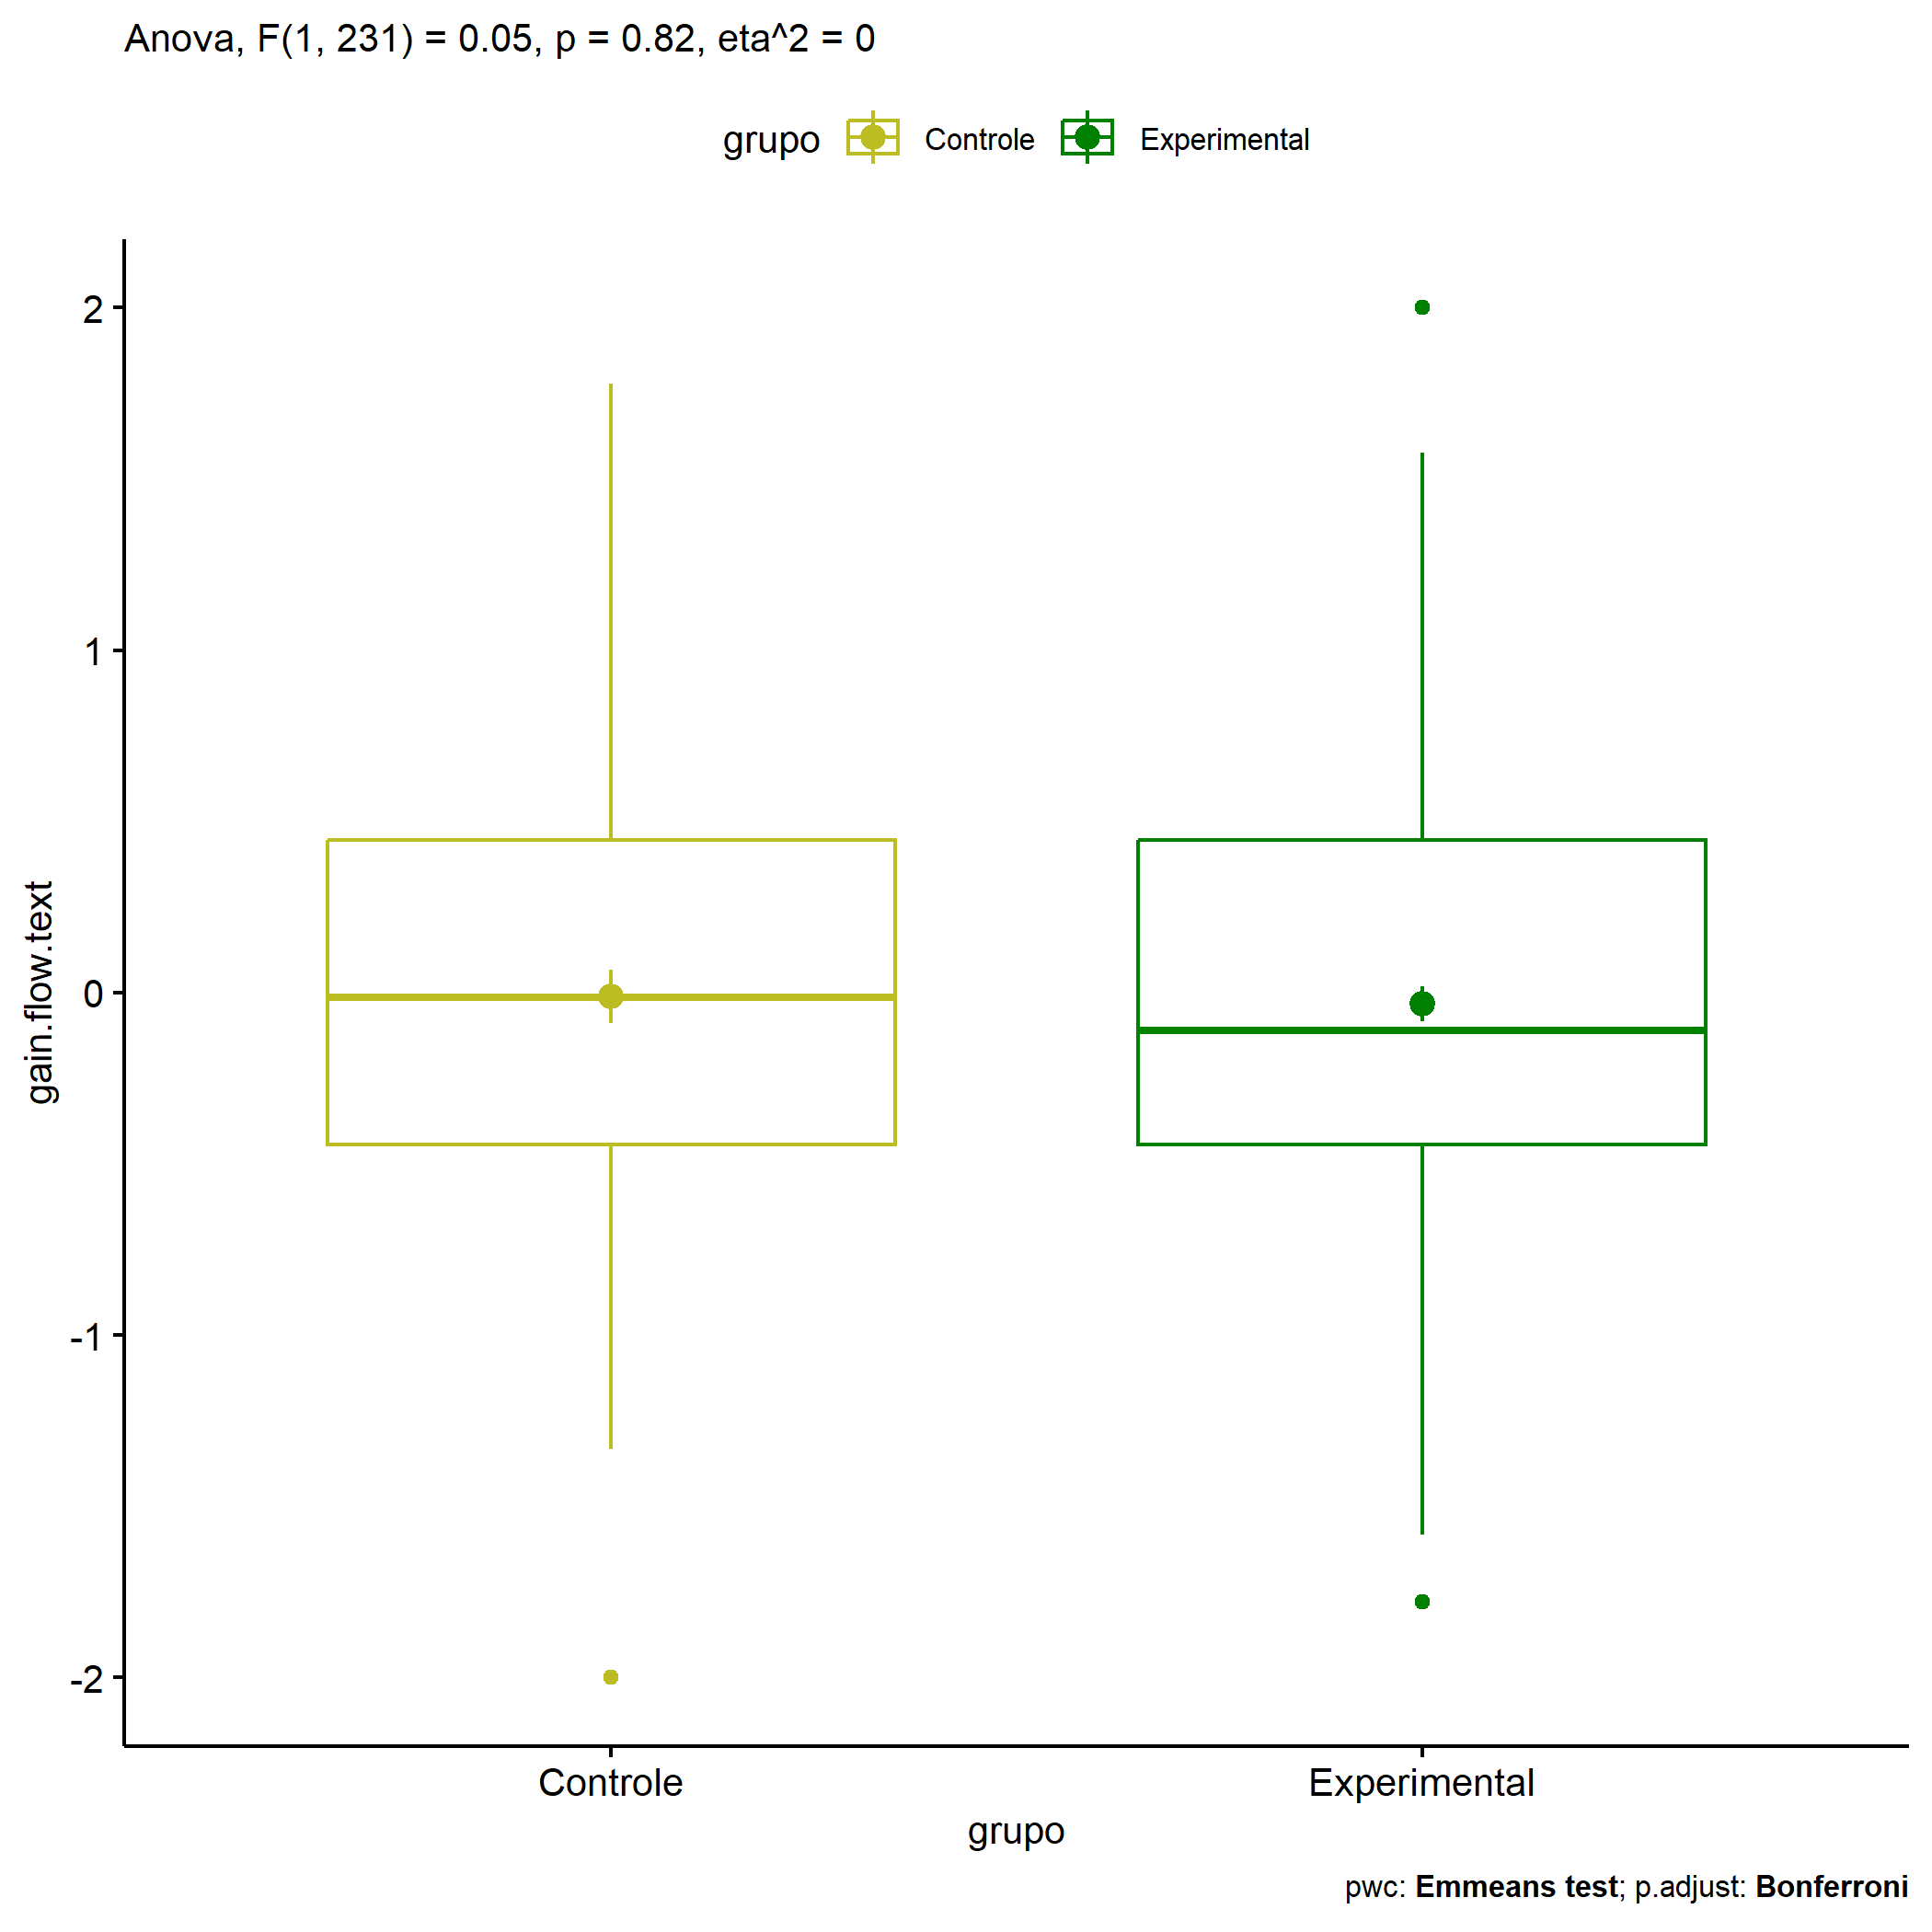 Anova, F(1, 231) = 0.05, p = 0.82, eta^2 = 0
grupo Controle Experimental
2
1
0
-1
-2
gain.flow.text
Controle Experimental
grupo
pwc: Emmeans test; p.adjust: Bonferroni